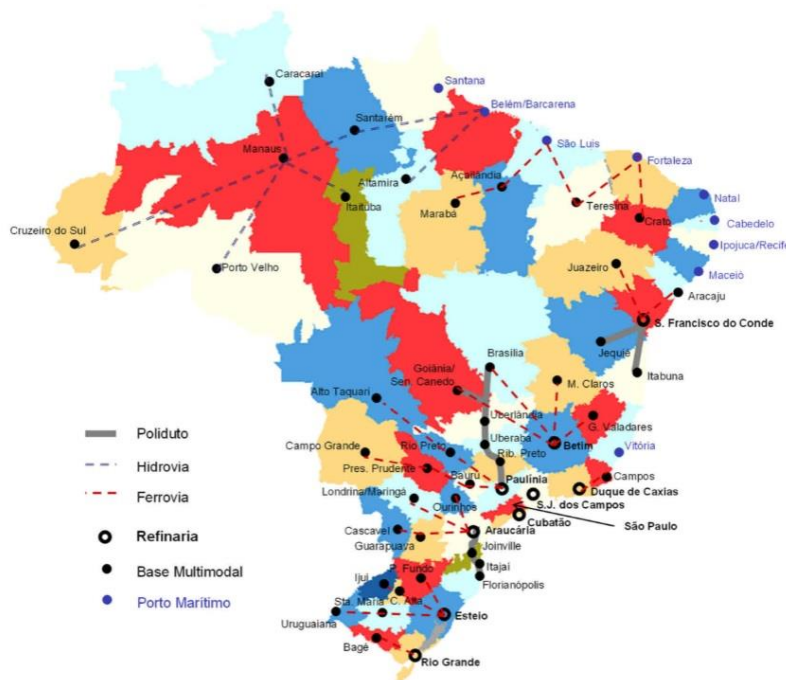 Caracaraí
Santana
Belém/Barcarena
Santarém
Manaus
São Luis
Fortaleza
Açailândia
Altamira
Itaituba
Marabá
Teresina
Natal
Crato
Cabedelo
Cruzeiro do Sul
Ipojuca/Recife
Porto Velho
Juazeiro
Maceió
Aracaju
S. Francisco do Conde
Brasília
Jequié
Goiânia/
Sen. Canedo
M. Claros
Itabuna
Alto Taquari
Uberlândia
G. Valadares
Poliduto
Rio Preto
Uberaba
Betim
Vitória
Campo Grande
Rib. Preto
Hidrovia
Pres. Prudente
Bauru
Paulínia
Campos
Ferrovia
Londrina/Maringá
Ourinhos
Duque de Caxias
S.J. dos Campos
Refinaria
Cascavel
Araucária
Cubatão
São Paulo
Guarapuava
Joinville
Base Multimodal
P. Fundo
Itajaí
Ijuí
Florianópolis
Porto Marítimo
Sta. Maria
C. Alta
Esteio
Uruguaiana
Bagé
Rio Grande